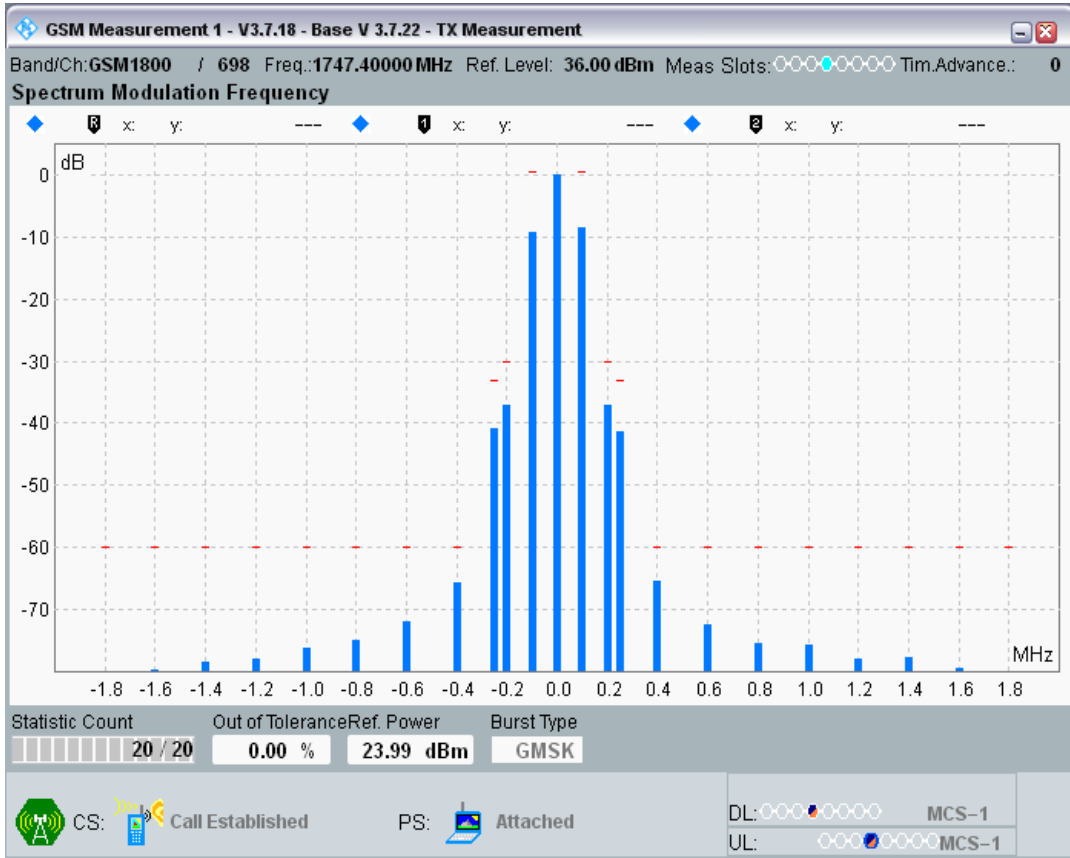 GSM Measurement 1 - V3.7.18 - Base V 3.7.22 - TX Measurement
Band/Ch:GSM1800 / 698 Freq.:1747.40000 MHz Ref. Level: 36.00 dBm Meas Slots: Tim.Advance.: 0
Spectrum Modulation Frequency
R x: y: --- 1 x: y: --- 2 x: y: ---
dB
0
-10
-20
-30
-40
-50
-60
-70
MHz
-1.8 -1.6 -1.4 -1.2 -1.0 -0.8 -0.6 -0.4 -0.2 0.0 0.2 0.4 0.6 0.8 1.0 1.2 1.4 1.6 1.8
Statistic Count Out of Tolerance Ref. Power Burst Type
20 / 20 0.00 % 23.99 dBm GMSK
CS: Call Established PS: Attached
DL: MCS-1
UL: MCS-1